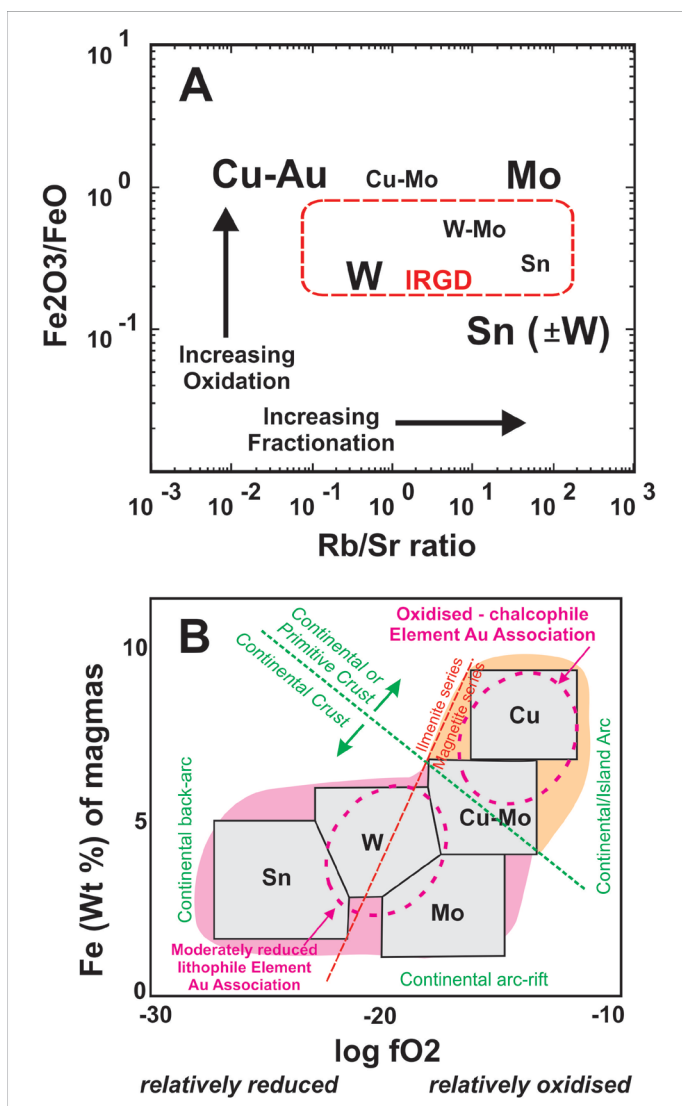 A
10 1
10 0
10 -1
Fe2O3/FeO
Cu-Au
Cu-Mo
Mo
W-Mo
Sn
W
IRGD
Sn (±W)
Increasing
Oxidation
Increasing
Fractionation
10 -3
10 -2
10 -1
10 0
10 1
10 2
10 3
Rb/Sr ratio
B
10
5
0
Fe (Wt %) of magmas
Continental or
Primitive Crust
Continental Crust
Oxidised - chalcophile
Element Au Association
Ilmenite series
Magnetite series
Cu
Cu-Mo
W
Sn
Mo
Continental back-arc
Continental/Island Arc
Moderately reduced
lithophile Element
Au Association
Continental arc-rift
-30
-20
-10
log fO2
relatively reduced
relatively oxidised